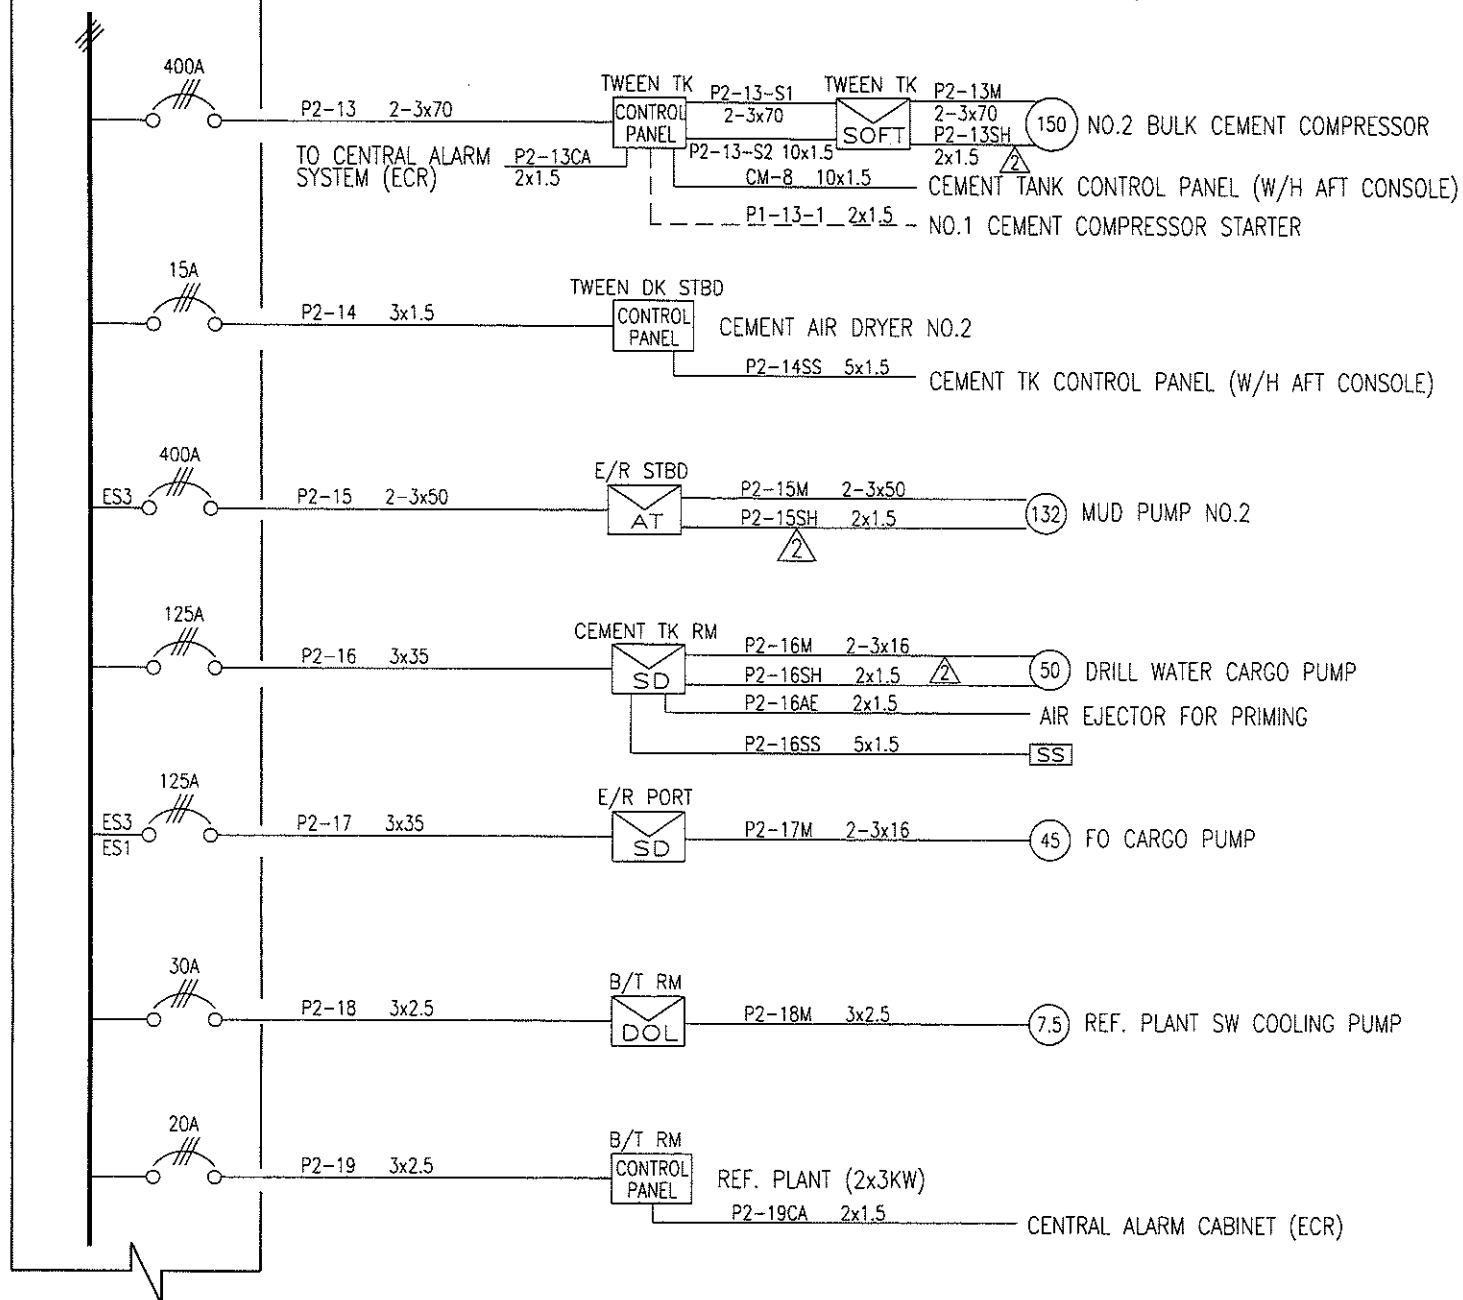 400A
P2-13 2-3x70
TWEEN TK
CONTROL
PANEL
P2-13-S1
2-3x70
P2-13-S2 10x1.5
TWEEN TK
SOFT
P2-13M
2-3x70
P2-13SH
2x1.5
2
150
NO.2 BULK CEMENT COMPRESSOR
TO CENTRAL ALARM
SYSTEM (ECR)
P2-13CA
2x1.5
CM-8 10x1.5
CEMENT TANK CONTROL PANEL (W/H AFT CONSOLE)
P1-13-1 2x1.5
NO.1 CEMENT COMPRESSOR STARTER
15A
P2-14 3x1.5
TWEEN DK STBD
CONTROL
PANEL
CEMENT AIR DRYER NO.2
P2-14SS 5x1.5
CEMENT TK CONTROL PANEL (W/H AFT CONSOLE)
400A
ES3
P2-15 2-3x50
E/R STBD
AT
P2-15M 2-3x50
P2-15SH 2x1.5
2
132
MUD PUMP NO.2
125A
P2-16 3x35
CEMENT TK RM
SD
P2-16M 2-3x16
P2-16SH 2x1.5
2
50
DRILL WATER CARGO PUMP
P2-16AE 2x1.5
AIR EJECTOR FOR PRIMING
P2-16SS 5x1.5
SS
125A
ES3
ES1
P2-17 3x35
E/R PORT
SD
P2-17M 2-3x16
45
FO CARGO PUMP
30A
P2-18 3x2.5
B/T RM
DOL
P2-18M 3x2.5
7.5
REF. PLANT SW COOLING PUMP
20A
P2-19 3x2.5
B/T RM
CONTROL
PANEL
REF. PLANT (2x3KW)
P2-19CA 2x1.5
CENTRAL ALARM CABINET (ECR)